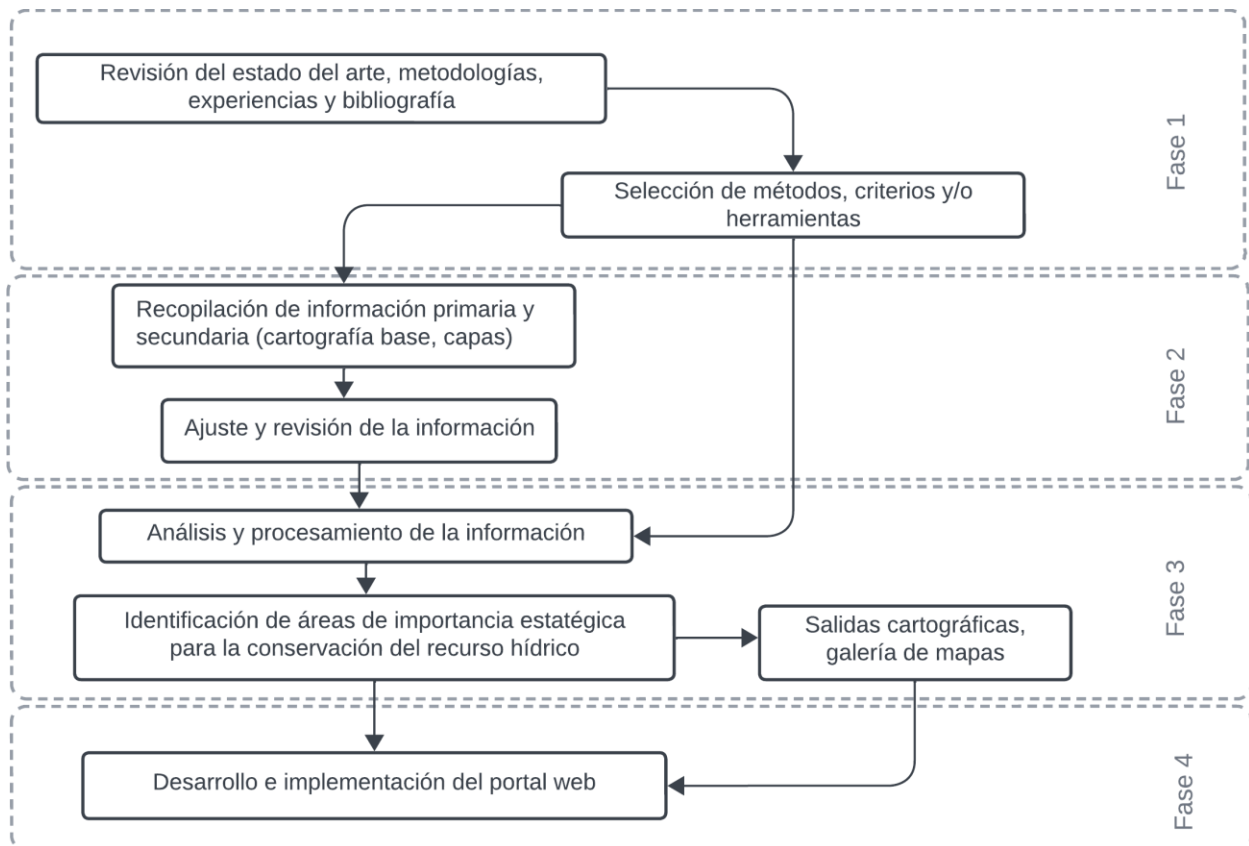 Revisión del estado del arte, metodologías,
experiencias y bibliografía
Fase 1
Selección de métodos, criterios y/o
herramientas
Recopilación de información primaria y
secundaria (cartografía base, capas)
Fase 2
Ajuste y revisión de la información
Análisis y procesamiento de la información
Fase 3
Identificación de áreas de importancia estatégica
para la conservación del recurso hídrico
Salidas cartográficas,
galería de mapas
Desarrollo e implementación del portal web
Fase 4